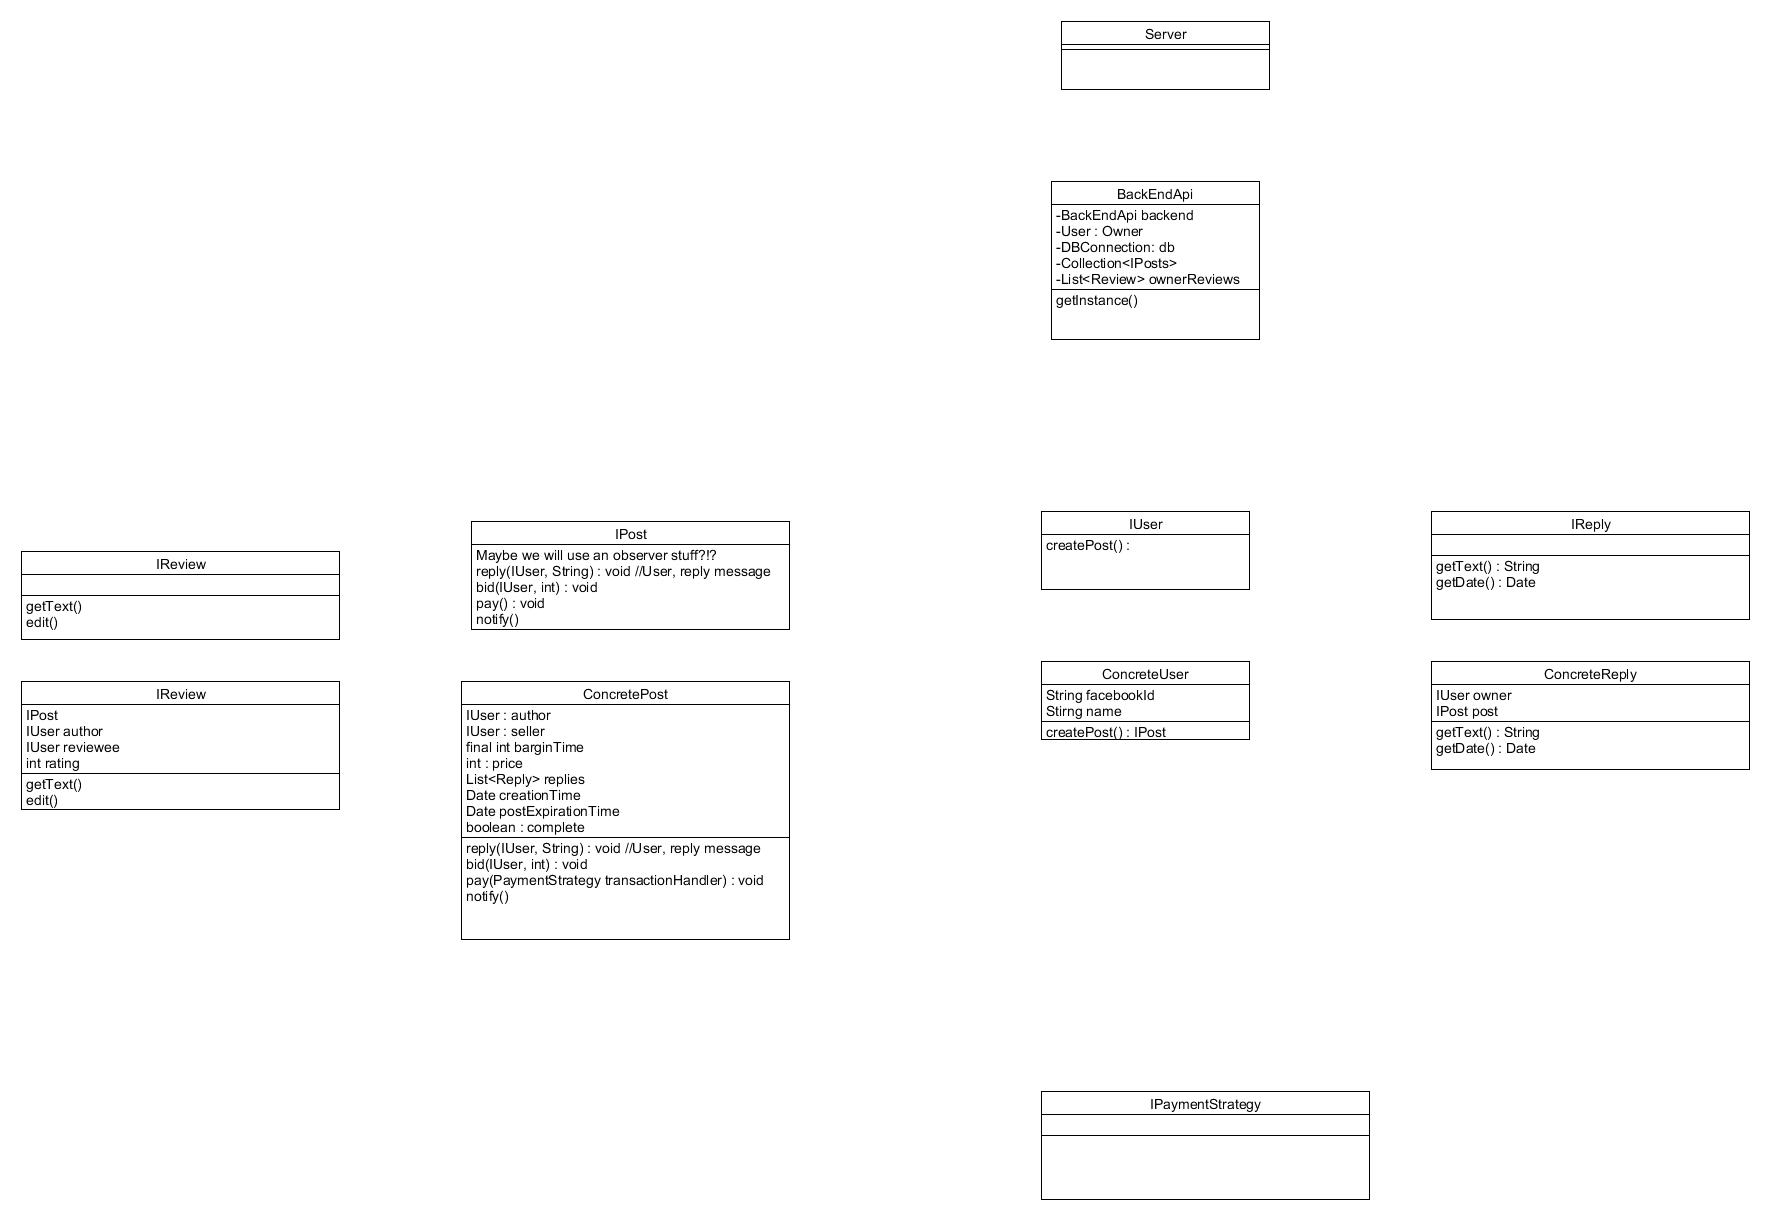 Server
BackEndApi
-BackEndApi backend
-User : Owner
-DBConnection: db
-Collection<IPosts>
-List<Review> ownerReviews
getInstance()
IReview
getText()
edit()
IPost
Maybe we will use an observer stuff?!?
reply(IUser, String) : void //User, reply message
bid(IUser, int) : void
pay() : void
notify()
IUser
createPost() :
IReply
getText() : String
getDate() : Date
IReview
IPost
IUser author
IUser reviewee
int rating
getText()
edit()
ConcretePost
IUser : author
IUser : seller
final int barginTime
int : price
List<Reply> replies
Date creationTime
Date postExpirationTime
boolean : complete
reply(IUser, String) : void //User, reply message
bid(IUser, int) : void
pay(PaymentStrategy transactionHandler) : void
notify()
ConcreteUser
String facebookId
Stirng name
createPost() : IPost
ConcreteReply
IUser owner
IPost post
getText() : String
getDate() : Date
IPaymentStrategy